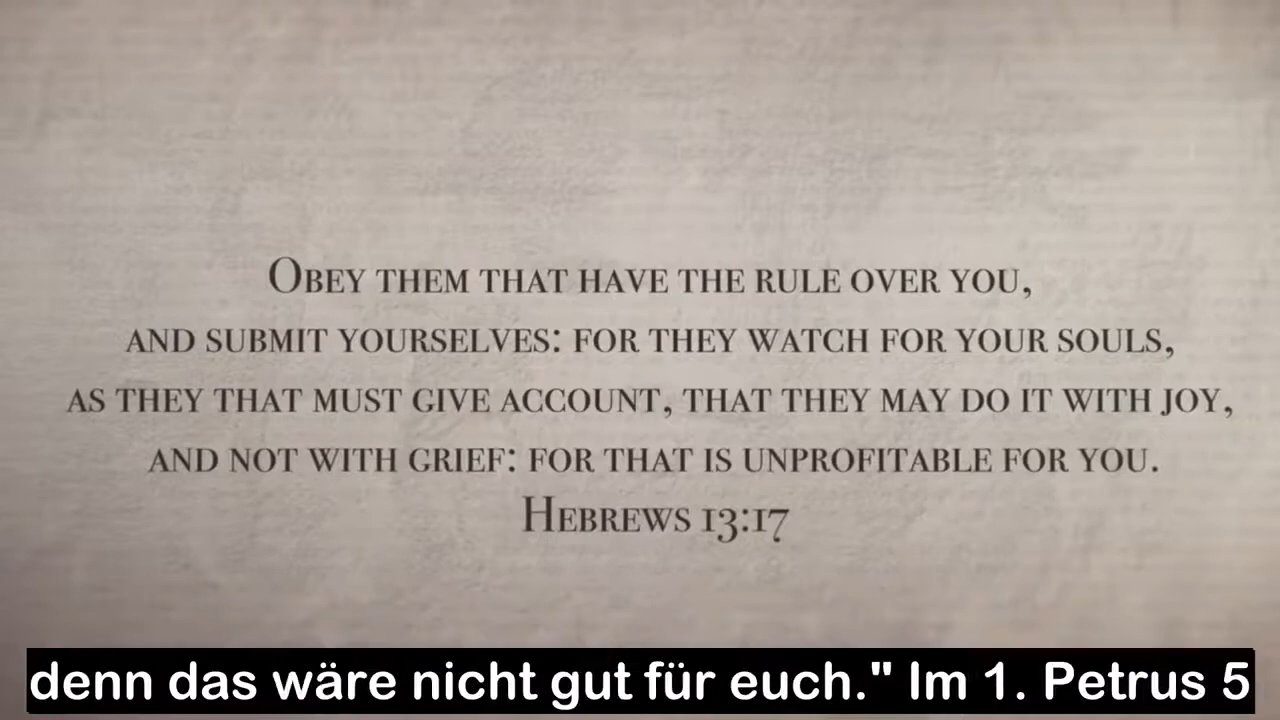 Obey them that have the rule over you,
and submit yourselves: for they watch for your souls,
as they that must give account, that they may do it with joy,
and not with grief: for that is unprofitable for you.
Hebrews 13:17
denn das wäre nicht gut für euch." Im 1. Petrus 5